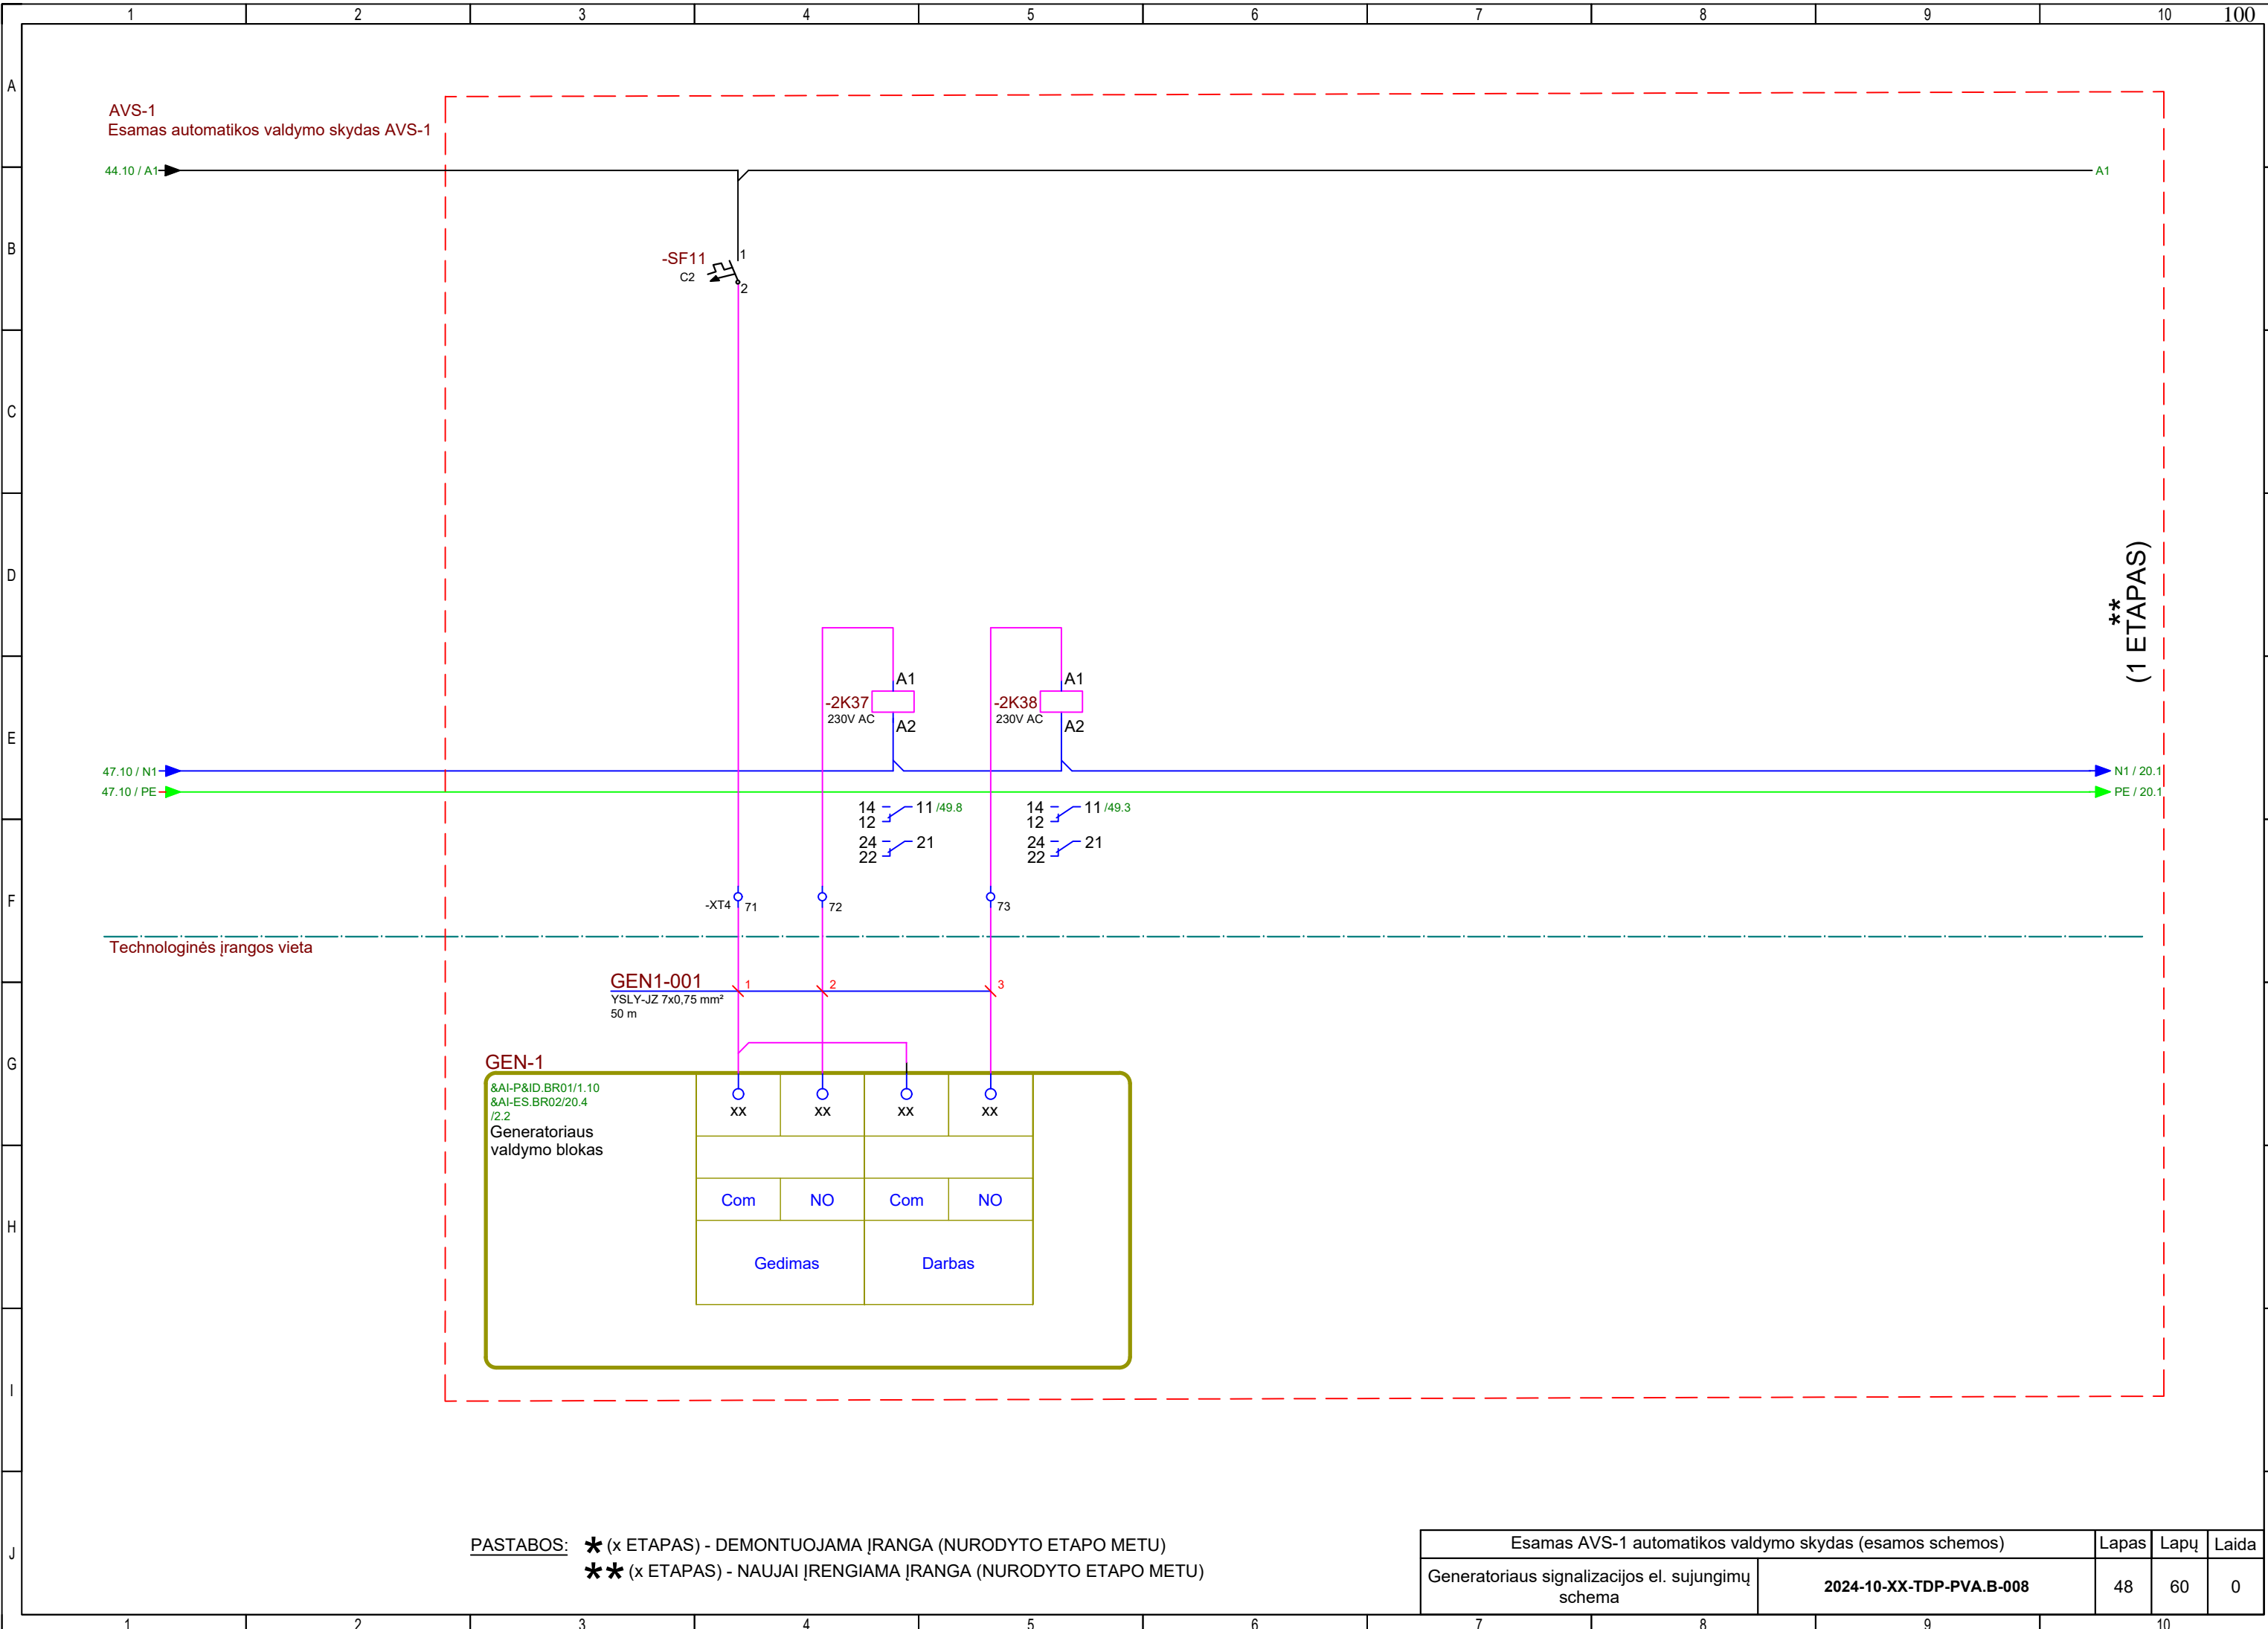 1 2 3 4 5 6 7 8 9 10 100
A
AVS-1
Esamas automatikos valdymo skydas AVS-1
44.10 / A1
A1
B
-SF11
C2
1
2
C
D
**
(1 ETAPAS)
A1
-2K37
230V AC
A2
A1
-2K38
230V AC
A2
E
47.10 / N1
N1 / 20.1
47.10 / PE
PE / 20.1
14 11 /49.8
12
24 21
22
14 11 /49.3
12
24 21
22
F
-XT4 71 72 73
Technologinės įrangos vieta
GEN1-001
YSLY-JZ 7x0,75 mm²
50 m
1 2 3
G
GEN-1
&AI-P&ID.BR01/1.10
&AI-ES.BR02/20.4
/2.2
Generatoriaus
valdymo blokas
xx xx xx xx
H
Com NO Com NO
Gedimas Darbas
I
J
PASTABOS: * (x ETAPAS) - DEMONTUOJAMA ĮRANGA (NURODYTO ETAPO METU)
** (x ETAPAS) - NAUJAI ĮRENGIAMA ĮRANGA (NURODYTO ETAPO METU)
Esamas AVS-1 automatikos valdymo skydas (esamos schemos) Lapas Lapų Laida
Generatoriaus signalizacijos el. sujungimų
schema
2024-10-XX-TDP-PVA.B-008 48 60 0
1 2 3 4 5 6 7 8 9 10